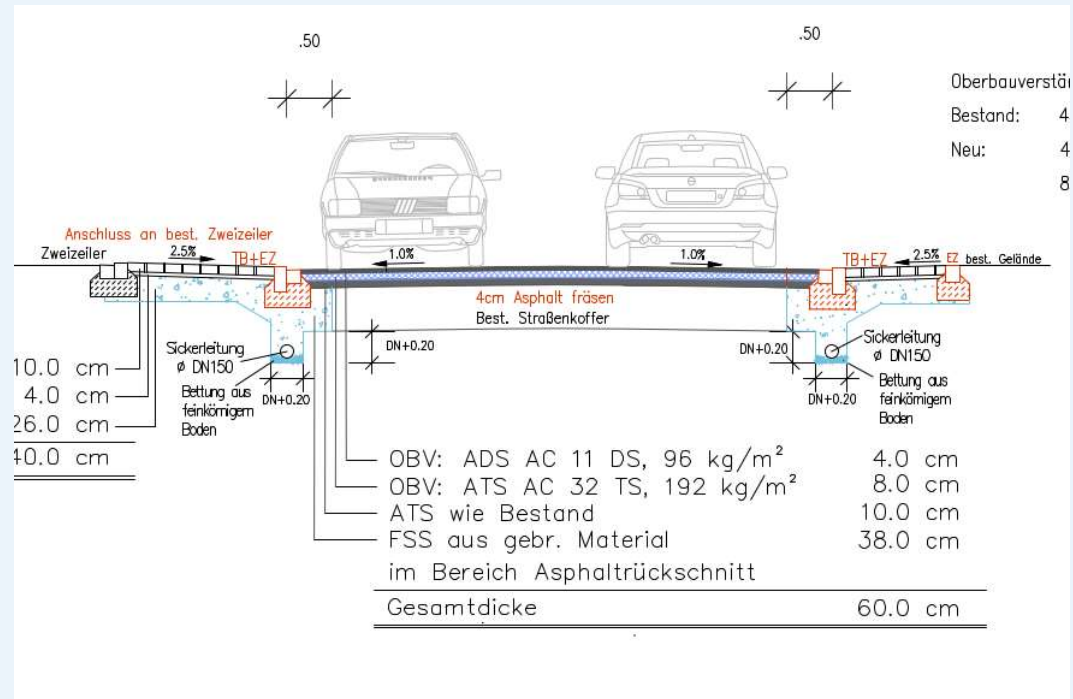 .50
.50
Bestand: 4
Neu: 4
8
Anschluss an best. Zweizeiler
Zweizeiler
2.5%
TB+EZ
1.0%
1.0%
TB+EZ
2.5%
EZ
best. Gelände
4cm Asphalt fräsen
Best. Straßenkoffer
Sickerleitung
ø DN150
DN+0.20
DN+0.20
Sickerleitung
ø DN150
Bettung aus
feinkörnigem
Boden
DN+0.20
DN+0.20
Bettung aus
feinkörnigem
Boden
10.0 cm
4.0 cm
26.0 cm
40.0 cm
OBV: ADS AC 11 DS, 96 kg/m² 4.0 cm
OBV: ATS AC 32 TS, 192 kg/m² 8.0 cm
ATS wie Bestand 10.0 cm
FSS aus gebr. Material 38.0 cm
im Bereich Asphaltrückschnitt
Gesamtdicke 60.0 cm